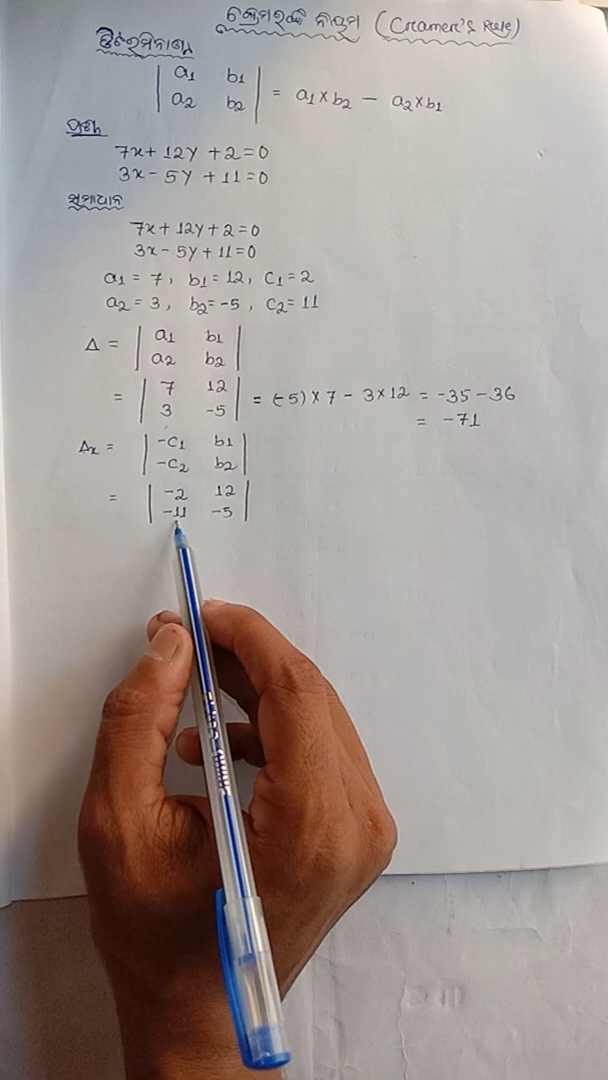 କ୍ରେମରଙ୍କ ନିୟମ (Cramer's Rule)
ଡିଟରମିନାଣ୍ଟ
| a1 b1 |
| a2 b2 | = a1 x b2 - a2 x b1
ପ୍ରଶ୍ନ
7x + 12y + 2 = 0
3x - 5y + 11 = 0
ସମାଧାନ
7x + 12y + 2 = 0
3x - 5y + 11 = 0
a1 = 7, b1 = 12, c1 = 2
a2 = 3, b2 = -5, c2 = 11
Δ = | a1 b1 |
| a2 b2 |
= | 7 12 |
| 3 -5 | = (-5) x 7 - 3 x 12 = -35 - 36
= -71
Δx = | -c1 b1 |
| -c2 b2 |
= | -2 12 |
| -11 -5 |